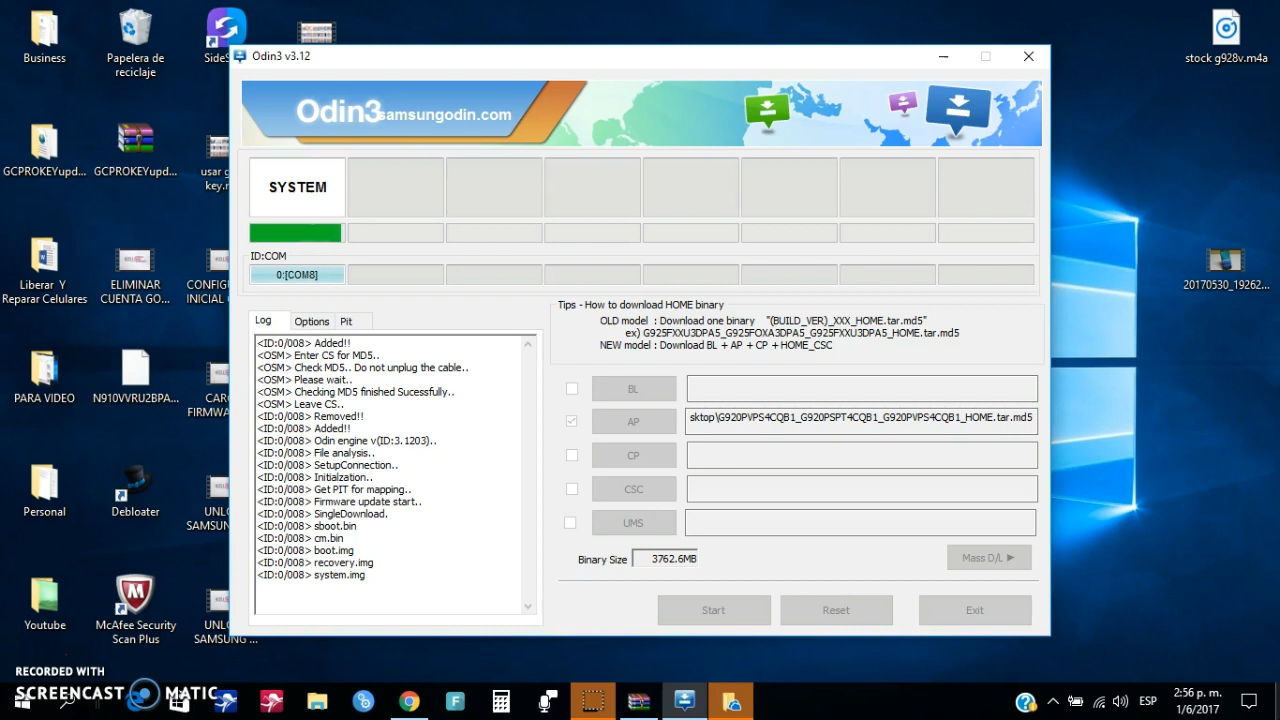 Business
Papelera de
reciclaje
SideS
stock g928v.m4a
GCPROKEYupd...
GCPROKEYupd...
usar g
key.r
Liberar Y
Reparar Celulares
ELIMINAR
CUENTA GO...
CONFIG
INICIAL
20170530_19262...
PARA VIDEO
N910VVRU2BPA...
CAR
FIRMW
Personal
Debloater
UNL
SAMSU
Youtube
McAfee Security
Scan Plus
UNL
SAMSUNG ...
Odin3 v3.12
Odin3
samsungodin.com
SYSTEM
ID:COM
0:[COM8]
Log
Options
Pit
<ID:0/008> Added!!
<OSM> Enter CS for MD5..
<OSM> Check MD5.. Do not unplug the cable..
<OSM> Please wait..
<OSM> Checking MD5 finished Sucessfully..
<OSM> Leave CS..
<ID:0/008> Removed!!
<ID:0/008> Added!!
<ID:0/008> Odin engine v(ID:3.1203)..
<ID:0/008> File analysis..
<ID:0/008> SetupConnection..
<ID:0/008> Initialzation..
<ID:0/008> Get PIT for mapping..
<ID:0/008> Firmware update start..
<ID:0/008> SingleDownload.
<ID:0/008> sboot.bin
<ID:0/008> cm.bin
<ID:0/008> boot.img
<ID:0/008> recovery.img
<ID:0/008> system.img
Tips - How to download HOME binary
OLD model : Download one binary "(BUILD_VER)_XXX_HOME.tar.md5"
ex) G925FXXU3DPA5_G925FOXA3DPA5_G925FXXU3DPA5_HOME.tar.md5
NEW model : Download BL + AP + CP + HOME_CSC
BL
AP
sktop\G920PVPS4CQB1_G920PSPT4CQB1_G920PVPS4CQB1_HOME.tar.md5
CP
CSC
UMS
Binary Size
3762.6MB
Mass D/L
Start
Reset
Exit
RECORDED WITH
SCREENCAST MATIC
ESP
2:56 p. m.
1/6/2017